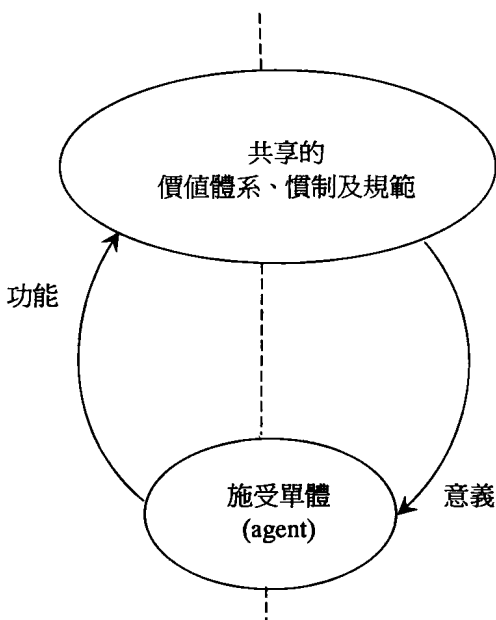 共享的
價值體系、慣制及規範
功能
施受單體
(agent)
意義